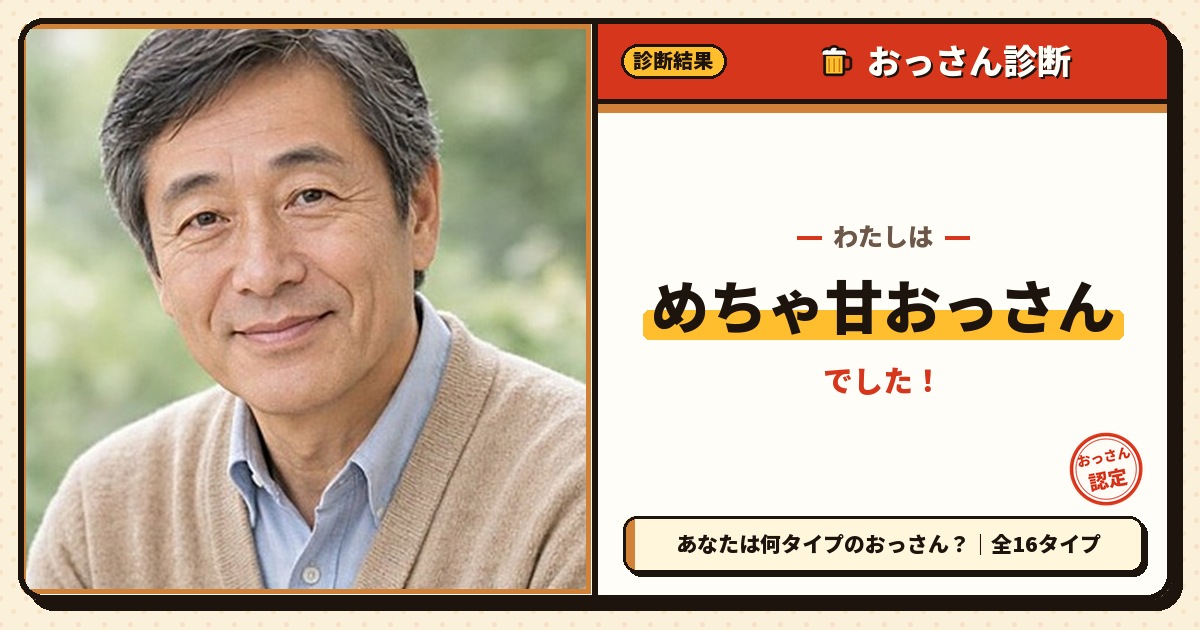 診断結果
おっさん診断
わたしは
めちゃ甘おっさん
でした！
おっさん
認定
あなたは何タイプのおっさん？｜全16タイプ